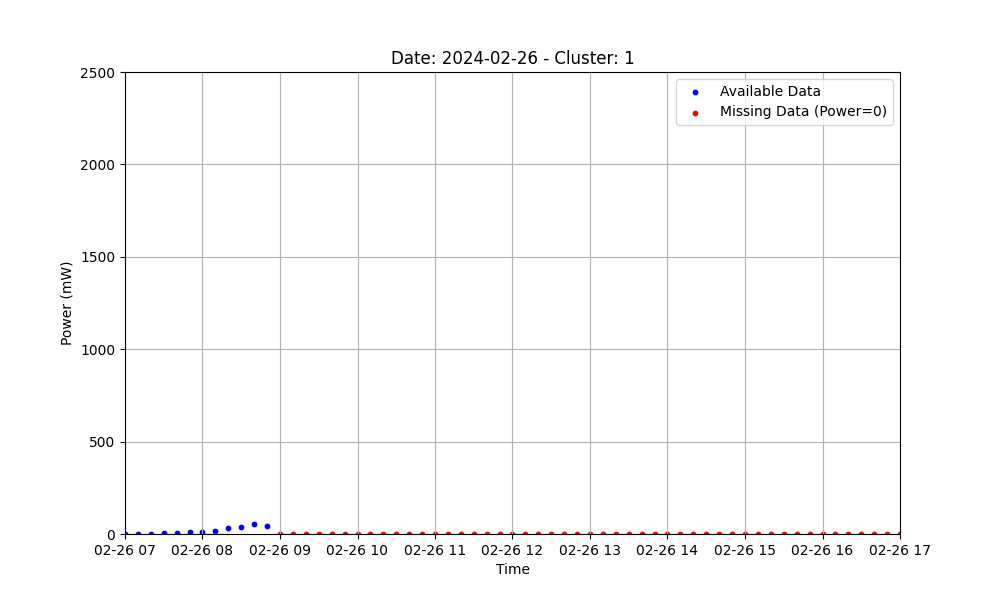 Date: 2024-02-26 - Cluster: 1
2500
Available Data
Missing Data (Power=0)
2000
1500
Power (mW)
1000
500
0
02-26 07 02-26 08 02-26 09 02-26 10 02-26 11 02-26 12 02-26 13 02-26 14 02-26 15 02-26 16 02-26 17
Time